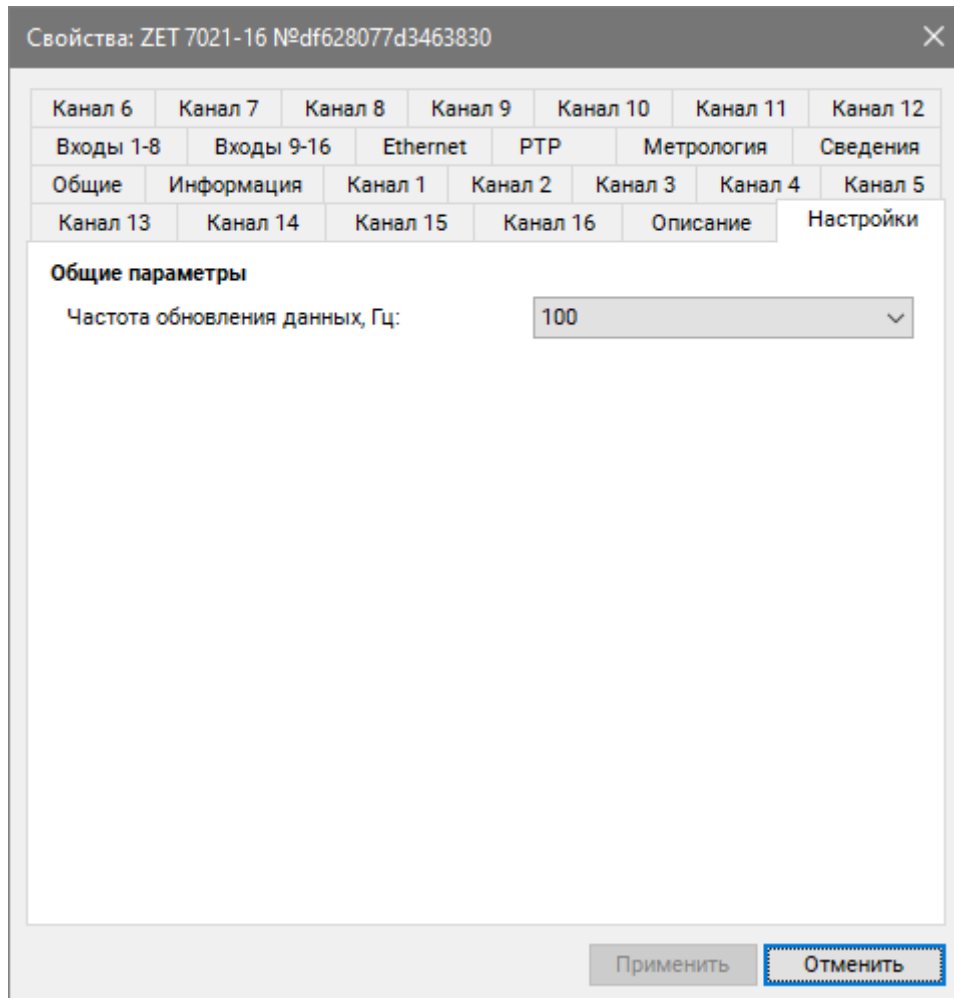 Свойства: ZET 7021-16 №df628077d3463830
Канал 6 Канал 7 Канал 8 Канал 9 Канал 10 Канал 11 Канал 12
Входы 1-8 Входы 9-16 Ethernet PTP Метрология Сведения
Общие Информация Канал 1 Канал 2 Канал 3 Канал 4 Канал 5
Канал 13 Канал 14 Канал 15 Канал 16 Описание Настройки
Общие параметры
Частота обновления данных, Гц: 100
Применить Отменить